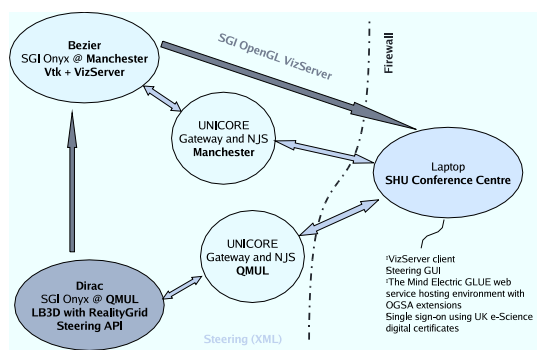 Bezier
SGI Onyx @ Manchester
Vtk + VizServer
SGI OpenGL VizServer
Firewall
UNICORE
Gateway and NJS
Manchester
Laptop
SHU Conference Centre
UNICORE
Gateway and NJS
QMUL
Dirac
SGI Onyx @ QMUL
LB3D with RealityGrid
Steering API
Steering (XML)
VizServer client
Steering GUI
The Mind Electric GLUE web
service hosting environment with
OGSA extensions
Single sign-on using UK e-Science
digital certificates